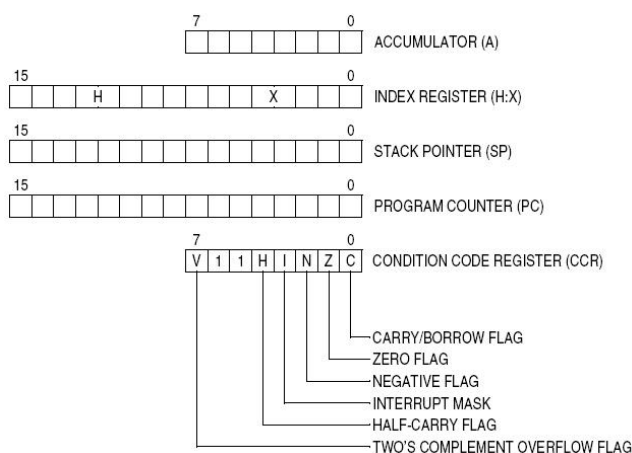 7 0
ACCUMULATOR (A)
15 0
H X INDEX REGISTER (H:X)
15 0
STACK POINTER (SP)
15 0
PROGRAM COUNTER (PC)
7 0
V 1 1 H I N Z C CONDITION CODE REGISTER (CCR)
CARRY/BORROW FLAG
ZERO FLAG
NEGATIVE FLAG
INTERRUPT MASK
HALF-CARRY FLAG
TWO'S COMPLEMENT OVERFLOW FLAG